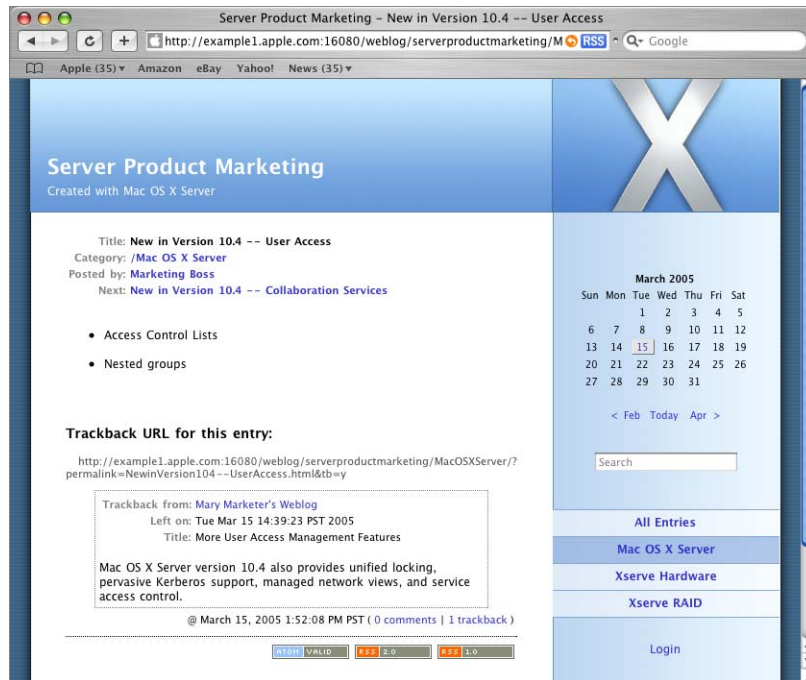 Server Product Marketing – New in Version 10.4 -- User Access
http://example1.apple.com:16080/weblog/serverproductmarketing/M RSS Google
Apple (35) Amazon eBay Yahoo! News (35)
Server Product Marketing
Created with Mac OS X Server
X
Title: New in Version 10.4 -- User Access
Category: /Mac OS X Server
Posted by: Marketing Boss
Next: New in Version 10.4 -- Collaboration Services
• Access Control Lists
• Nested groups
Trackback URL for this entry:
http://example1.apple.com:16080/weblog/serverproductmarketing/MacOSXServer/?
permalink=NewinVersion104--UserAccess.html&tb=y
Trackback from: Mary Marketer's Weblog
Left on: Tue Mar 15 14:39:23 PST 2005
Title: More User Access Management Features
Mac OS X Server version 10.4 also provides unified locking,
pervasive Kerberos support, managed network views, and service
access control.
@ March 15, 2005 1:52:08 PM PST ( 0 comments | 1 trackback )
ATOM VALID RSS 2.0 RSS 1.0
March 2005
Sun Mon Tue Wed Thu Fri Sat
1 2 3 4 5
6 7 8 9 10 11 12
13 14 15 16 17 18 19
20 21 22 23 24 25 26
27 28 29 30 31
< Feb Today Apr >
Search
All Entries
Mac OS X Server
Xserve Hardware
Xserve RAID
Login